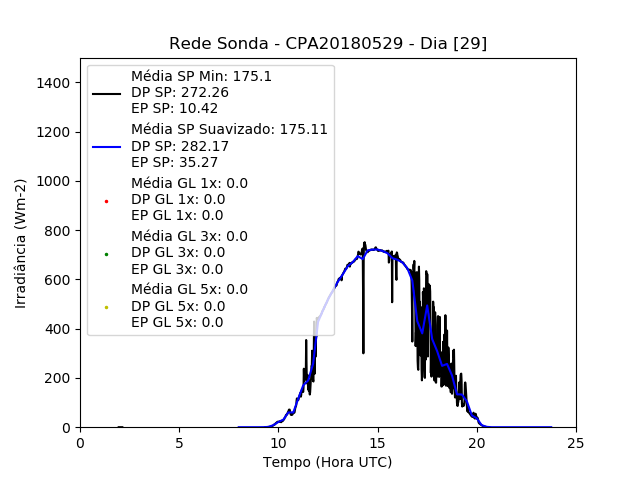 Rede Sonda - CPA20180529 - Dia [29]
Média SP Min: 175.1
DP SP: 272.26
EP SP: 10.42
Média SP Suavizado: 175.11
DP SP: 282.17
EP SP: 35.27
Média GL 1x: 0.0
DP GL 1x: 0.0
EP GL 1x: 0.0
Média GL 3x: 0.0
DP GL 3x: 0.0
EP GL 3x: 0.0
Média GL 5x: 0.0
DP GL 5x: 0.0
EP GL 5x: 0.0
Irradiância (Wm-2)
1400
1200
1000
800
600
400
200
0
0 5 10 15 20 25
Tempo (Hora UTC)